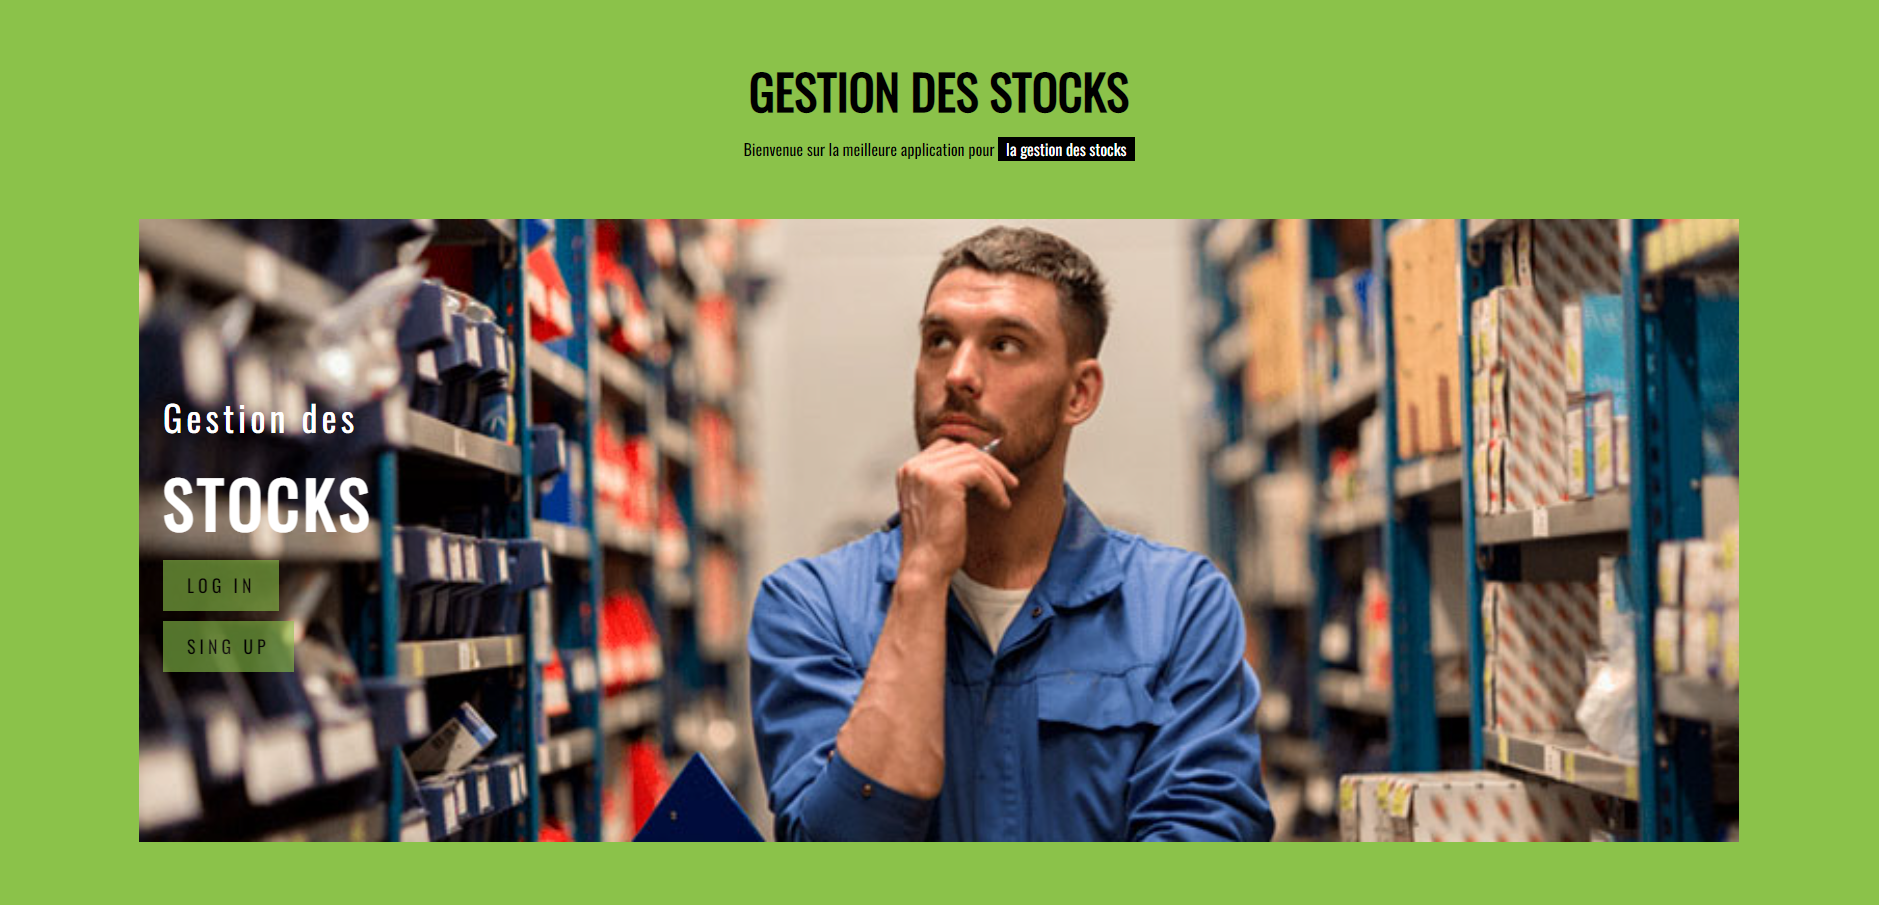 GESTION DES STOCKS
Bienvenue sur la meilleure application pour la gestion des stocks
Gestion des
STOCKS
LOG IN
SING UP